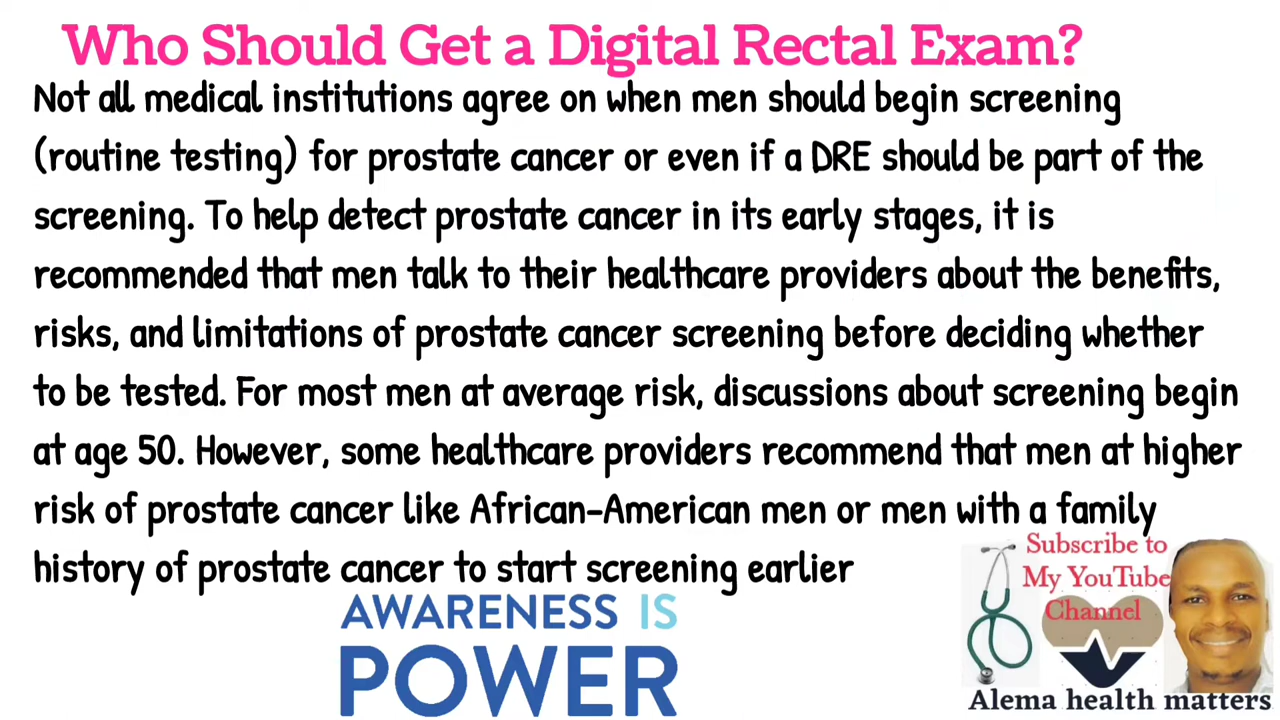 Who Should Get a Digital Rectal Exam?
Not all medical institutions agree on when men should begin screening
(routine testing) for prostate cancer or even if a DRE should be part of the
screening. To help detect prostate cancer in its early stages, it is
recommended that men talk to their healthcare providers about the benefits,
risks, and limitations of prostate cancer screening before deciding whether
to be tested. For most men at average risk, discussions about screening begin
at age 50. However, some healthcare providers recommend that men at higher
risk of prostate cancer like African-American men or men with a family
history of prostate cancer to start screening earlier
AWARENESS IS
POWER
Subscribe to
My YouTube
Channel
Alema health matters